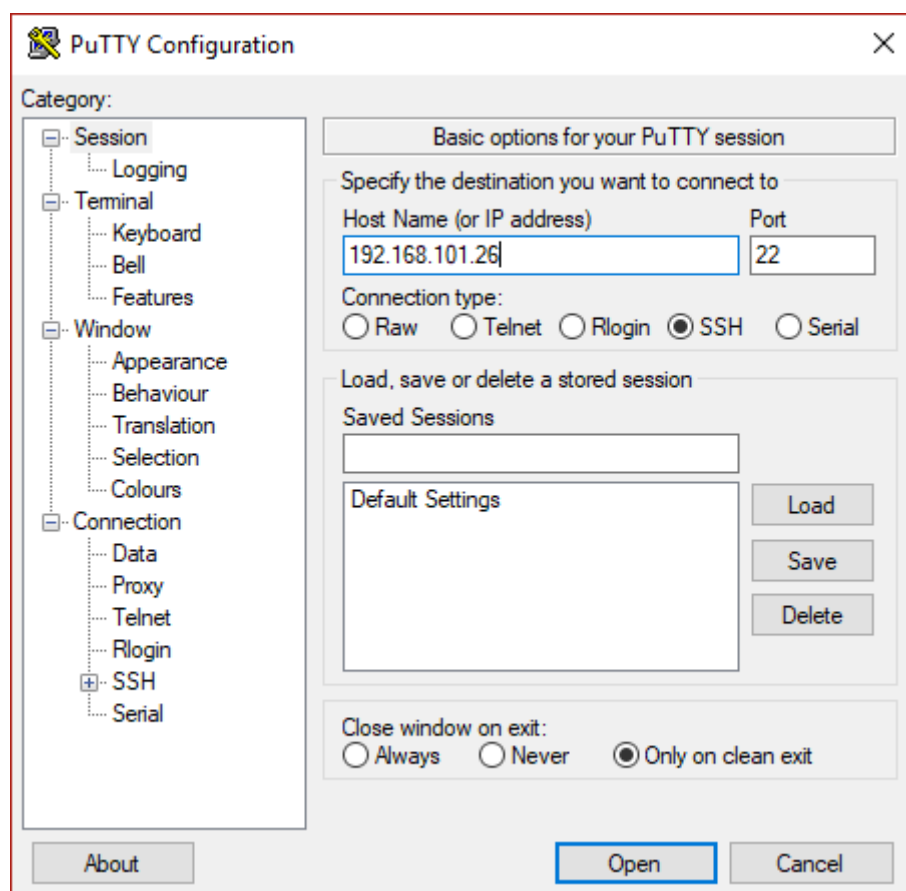 PuTTY Configuration
Category:
Session
Logging
Terminal
Keyboard
Bell
Features
Window
Appearance
Behaviour
Translation
Selection
Colours
Connection
Data
Proxy
Telnet
Rlogin
SSH
Serial
Basic options for your PuTTY session
Specify the destination you want to connect to
Host Name (or IP address) Port
192.168.101.26 22
Connection type:
Raw Telnet Rlogin SSH Serial
Load, save or delete a stored session
Saved Sessions
Default Settings
Load
Save
Delete
Close window on exit:
Always Never Only on clean exit
About Open Cancel